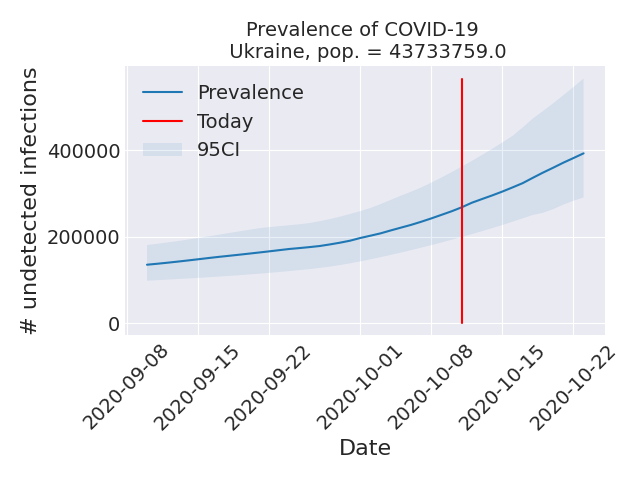 Prevalence of COVID-19
Ukraine, pop. = 43733759.0
Prevalence
Today
95CI
# undetected infections
400000
200000
0
2020-09-08
2020-09-15
2020-09-22
2020-10-01
2020-10-08
2020-10-15
2020-10-22
Date